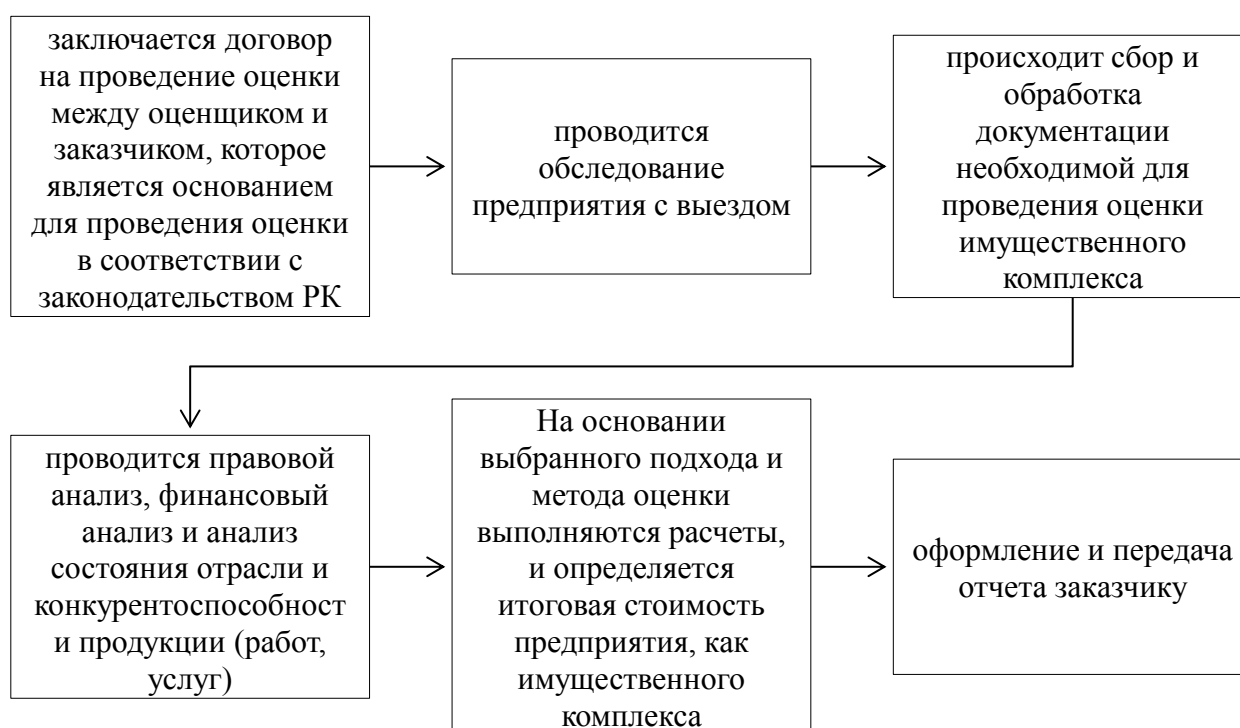 заключается договор
на проведение оценки
между оценщиком и
заказчиком, которое
является основанием
для проведения оценки
в соответствии с
законодательством РК
проводится
обследование
предприятия с выездом
происходит сбор и
обработка
документации
необходимой для
проведения оценки
имущественного
комплекса
проводится правовой
анализ, финансовый
анализ и анализ
состояния отрасли и
конкурентоспособност
и продукции (работ,
услуг)
На основании
выбранного подхода и
метода оценки
выполняются расчеты,
и определяется
итоговая стоимость
предприятия, как
имущественного
комплекса
оформление и передача
отчета заказчику